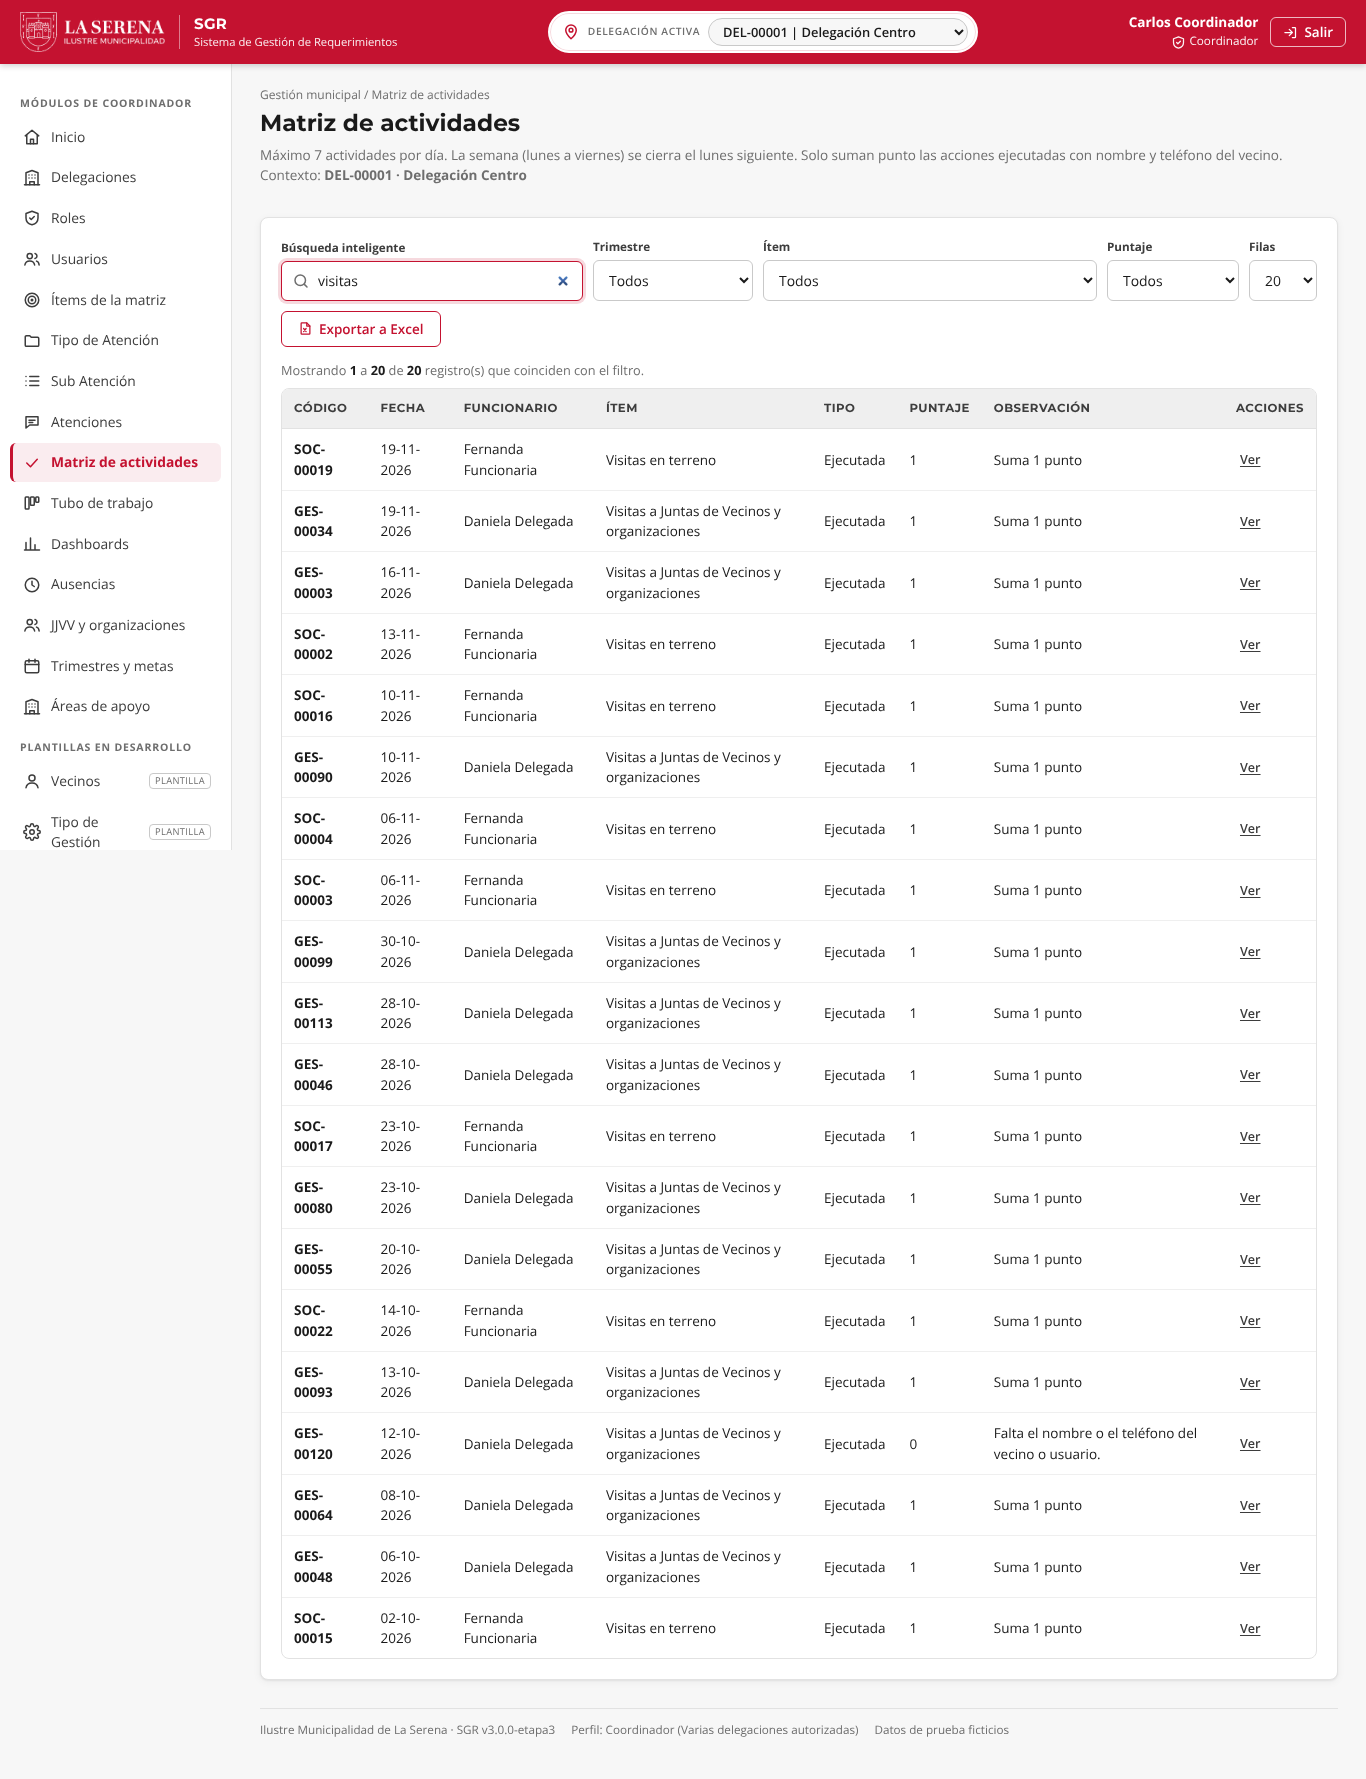 LA SERENA
ILUSTRE MUNICIPALIDAD
SGR
Sistema de Gestión de Requerimientos
DELEGACIÓN ACTIVA
DEL-00001 | Delegación Centro
Carlos Coordinador
Coordinador
Salir
MÓDULOS DE COORDINADOR
Inicio
Delegaciones
Roles
Usuarios
Ítems de la matriz
Tipo de Atención
Sub Atención
Atenciones
Matriz de actividades
Tubo de trabajo
Dashboards
Ausencias
JJVV y organizaciones
Trimestres y metas
Áreas de apoyo
PLANTILLAS EN DESARROLLO
Vecinos PLANTILLA
Tipo de
Gestión PLANTILLA
Gestión municipal / Matriz de actividades
Matriz de actividades
Máximo 7 actividades por día. La semana (lunes a viernes) se cierra el lunes siguiente. Solo suman punto las acciones ejecutadas con nombre y teléfono del vecino.
Contexto: DEL-00001 · Delegación Centro
Búsqueda inteligente Trimestre Ítem Puntaje Filas
visitas Todos Todos Todos 20
Exportar a Excel
Mostrando 1 a 20 de 20 registro(s) que coinciden con el filtro.
CÓDIGO FECHA FUNCIONARIO ÍTEM TIPO PUNTAJE OBSERVACIÓN ACCIONES
SOC-00019 19-11-2026 Fernanda Funcionaria Visitas en terreno Ejecutada 1 Suma 1 punto Ver
GES-00034 19-11-2026 Daniela Delegada Visitas a Juntas de Vecinos y organizaciones Ejecutada 1 Suma 1 punto Ver
GES-00003 16-11-2026 Daniela Delegada Visitas a Juntas de Vecinos y organizaciones Ejecutada 1 Suma 1 punto Ver
SOC-00002 13-11-2026 Fernanda Funcionaria Visitas en terreno Ejecutada 1 Suma 1 punto Ver
SOC-00016 10-11-2026 Fernanda Funcionaria Visitas en terreno Ejecutada 1 Suma 1 punto Ver
GES-00090 10-11-2026 Daniela Delegada Visitas a Juntas de Vecinos y organizaciones Ejecutada 1 Suma 1 punto Ver
SOC-00004 06-11-2026 Fernanda Funcionaria Visitas en terreno Ejecutada 1 Suma 1 punto Ver
SOC-00003 06-11-2026 Fernanda Funcionaria Visitas en terreno Ejecutada 1 Suma 1 punto Ver
GES-00099 30-10-2026 Daniela Delegada Visitas a Juntas de Vecinos y organizaciones Ejecutada 1 Suma 1 punto Ver
GES-00113 28-10-2026 Daniela Delegada Visitas a Juntas de Vecinos y organizaciones Ejecutada 1 Suma 1 punto Ver
GES-00046 28-10-2026 Daniela Delegada Visitas a Juntas de Vecinos y organizaciones Ejecutada 1 Suma 1 punto Ver
SOC-00017 23-10-2026 Fernanda Funcionaria Visitas en terreno Ejecutada 1 Suma 1 punto Ver
GES-00080 23-10-2026 Daniela Delegada Visitas a Juntas de Vecinos y organizaciones Ejecutada 1 Suma 1 punto Ver
GES-00055 20-10-2026 Daniela Delegada Visitas a Juntas de Vecinos y organizaciones Ejecutada 1 Suma 1 punto Ver
SOC-00022 14-10-2026 Fernanda Funcionaria Visitas en terreno Ejecutada 1 Suma 1 punto Ver
GES-00093 13-10-2026 Daniela Delegada Visitas a Juntas de Vecinos y organizaciones Ejecutada 1 Suma 1 punto Ver
GES-00120 12-10-2026 Daniela Delegada Visitas a Juntas de Vecinos y organizaciones Ejecutada 0 Falta el nombre o el teléfono del vecino o usuario. Ver
GES-00064 08-10-2026 Daniela Delegada Visitas a Juntas de Vecinos y organizaciones Ejecutada 1 Suma 1 punto Ver
GES-00048 06-10-2026 Daniela Delegada Visitas a Juntas de Vecinos y organizaciones Ejecutada 1 Suma 1 punto Ver
SOC-00015 02-10-2026 Fernanda Funcionaria Visitas en terreno Ejecutada 1 Suma 1 punto Ver
Ilustre Municipalidad de La Serena · SGR v3.0.0-etapa3 Perfil: Coordinador (Varias delegaciones autorizadas) Datos de prueba ficticios